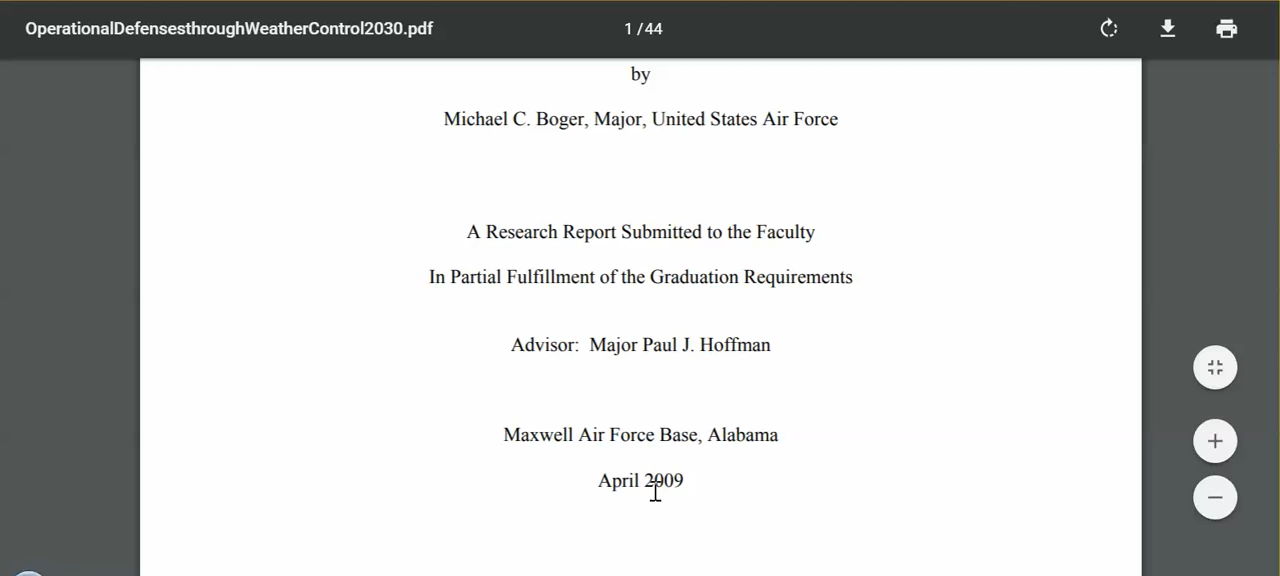 OperationalDefensesthroughWeatherControl2030.pdf
1 / 44
by
Michael C. Boger, Major, United States Air Force
A Research Report Submitted to the Faculty
In Partial Fulfillment of the Graduation Requirements
Advisor: Major Paul J. Hoffman
Maxwell Air Force Base, Alabama
April 2009